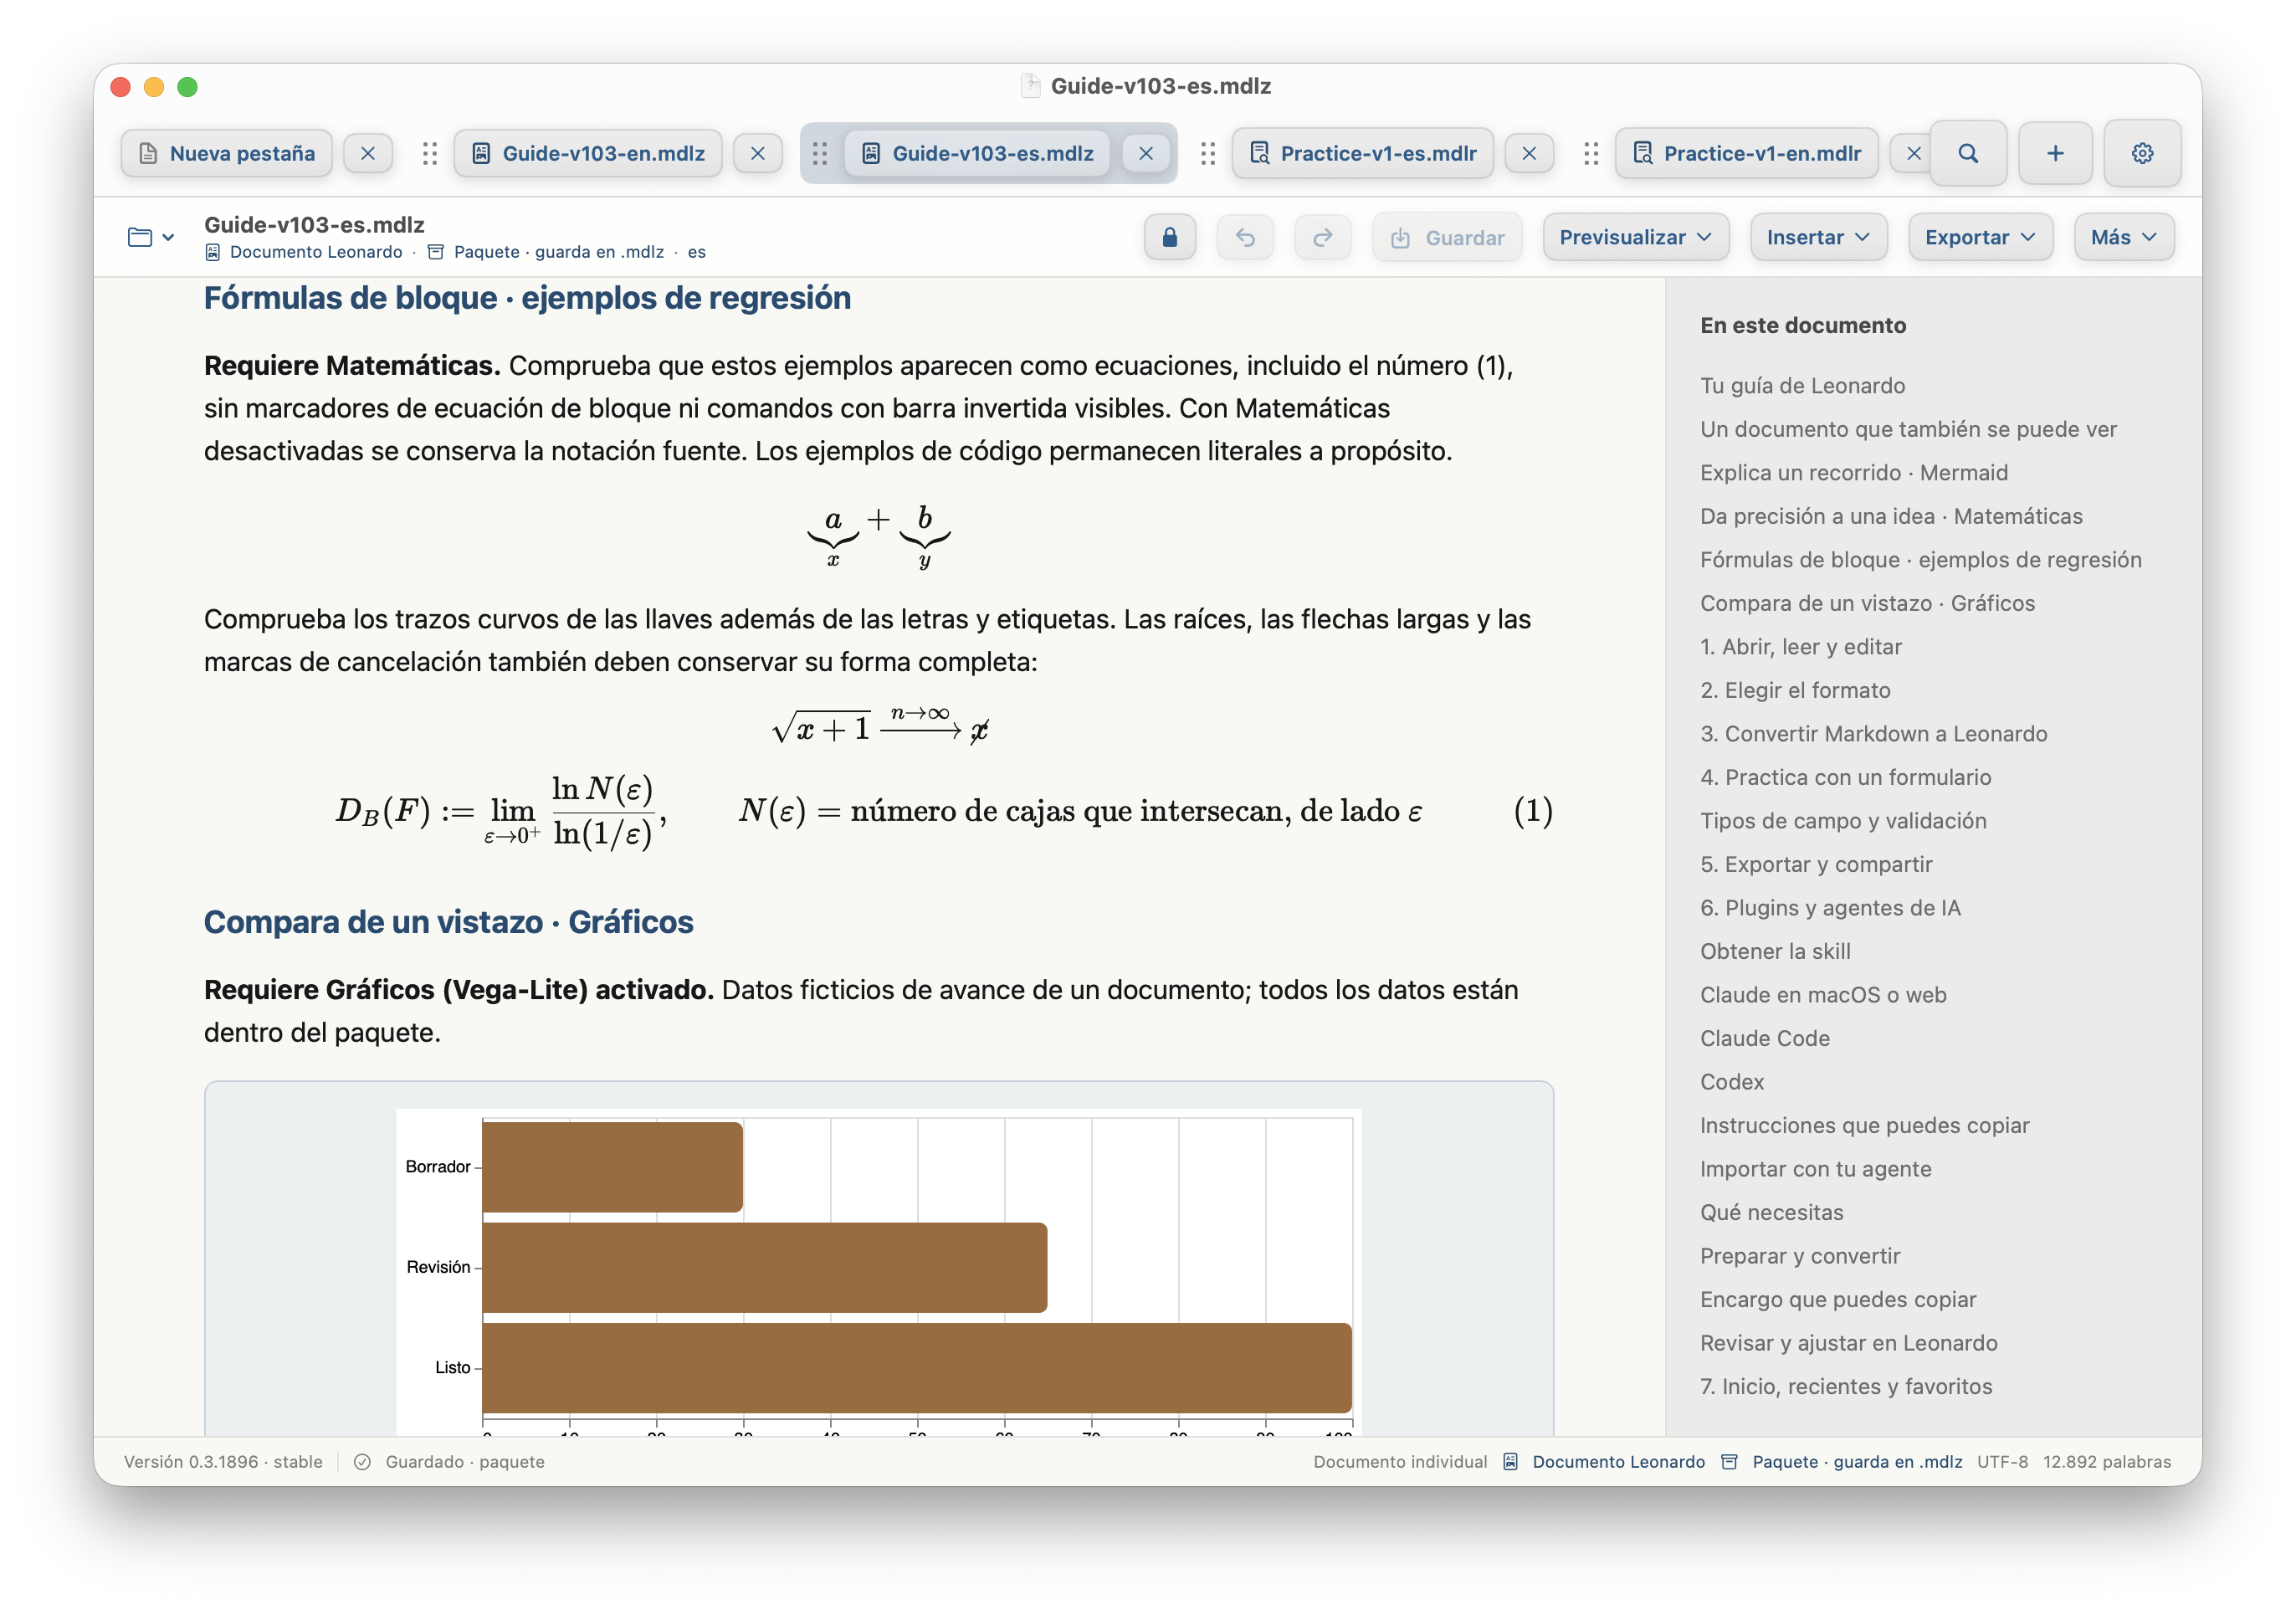 Guide-v103-es.mdlz
Nueva pestaña
Guide-v103-en.mdlz
Guide-v103-es.mdlz
Practice-v1-es.mdlr
Practice-v1-en.mdlr
Guide-v103-es.mdlz
Documento Leonardo · Paquete · guarda en .mdlz · es
Guardar
Previsualizar
Insertar
Exportar
Más
Fórmulas de bloque · ejemplos de regresión
Requiere Matemáticas. Comprueba que estos ejemplos aparecen como ecuaciones, incluido el número (1),
sin marcadores de ecuación de bloque ni comandos con barra invertida visibles. Con Matemáticas
desactivadas se conserva la notación fuente. Los ejemplos de código permanecen literales a propósito.
a + b
x y
Comprueba los trazos curvos de las llaves además de las letras y etiquetas. Las raíces, las flechas largas y las
marcas de cancelación también deben conservar su forma completa:
√x + 1 n→∞ x
D_B(F) := lim ε→0⁺ ln N(ε) / ln(1/ε), N(ε) = número de cajas que intersecan, de lado ε (1)
Compara de un vistazo · Gráficos
Requiere Gráficos (Vega-Lite) activado. Datos ficticios de avance de un documento; todos los datos están
dentro del paquete.
Borrador
Revisión
Listo
0 10 20 30 40 50 60 70 80 90 100
En este documento
Tu guía de Leonardo
Un documento que también se puede ver
Explica un recorrido · Mermaid
Da precisión a una idea · Matemáticas
Fórmulas de bloque · ejemplos de regresión
Compara de un vistazo · Gráficos
1. Abrir, leer y editar
2. Elegir el formato
3. Convertir Markdown a Leonardo
4. Practica con un formulario
Tipos de campo y validación
5. Exportar y compartir
6. Plugins y agentes de IA
Obtener la skill
Claude en macOS o web
Claude Code
Codex
Instrucciones que puedes copiar
Importar con tu agente
Qué necesitas
Preparar y convertir
Encargo que puedes copiar
Revisar y ajustar en Leonardo
7. Inicio, recientes y favoritos
Versión 0.3.1896 · stable
Guardado · paquete
Documento individual
Documento Leonardo
Paquete · guarda en .mdlz
UTF-8
12.892 palabras